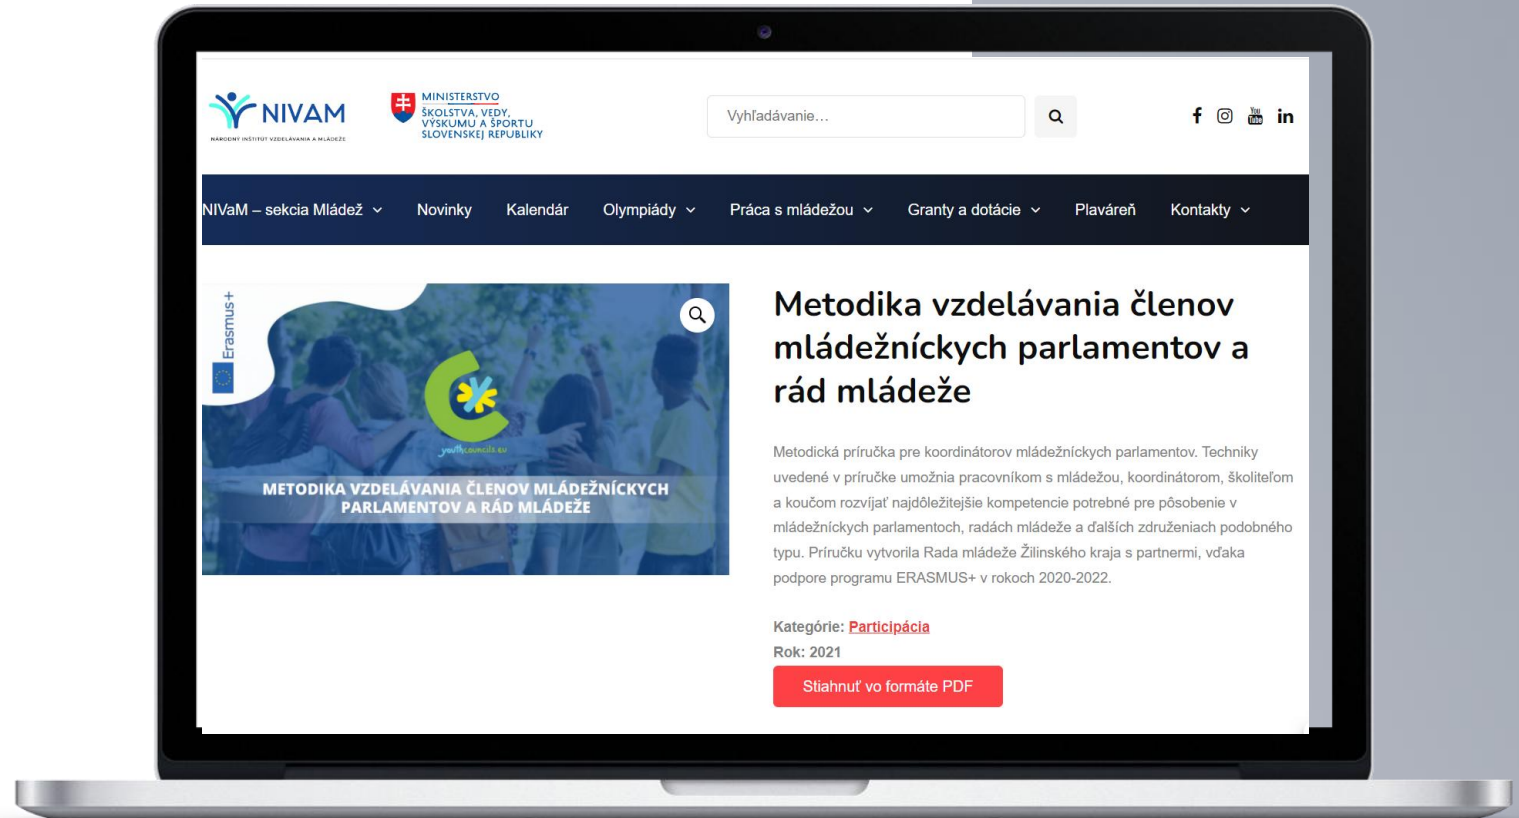 NIVAM
NÁRODNÝ INŠTITÚT VZDELÁVANIA A MLÁDEŽE
MINISTERSTVO
ŠKOLSTVA, VEDY,
VÝSKUMU A ŠPORTU
SLOVENSKEJ REPUBLIKY
Vyhľadávanie...
You
Tube
in
NIVaM – sekcia Mládež
Novinky
Kalendár
Olympiády
Práca s mládežou
Granty a dotácie
Plaváreň
Kontakty
Erasmus+
youthcouncils.eu
METODIKA VZDELÁVANIA ČLENOV MLÁDEŽNÍCKYCH
PARLAMENTOV A RÁD MLÁDEŽE
Metodika vzdelávania členov
mládežníckych parlamentov a
rád mládeže
Metodická príručka pre koordinátorov mládežníckych parlamentov. Techniky
uvedené v príručke umožnia pracovníkom s mládežou, koordinátorom, školiteľom
a koučom rozvíjať najdôležitejšie kompetencie potrebné pre pôsobenie v
mládežníckych parlamentoch, radách mládeže a ďalších združeniach podobného
typu. Príručku vytvorila Rada mládeže Žilinského kraja s partnermi, vďaka
podpore programu ERASMUS+ v rokoch 2020-2022.
Kategórie: Participácia
Rok: 2021
Stiahnuť vo formáte PDF